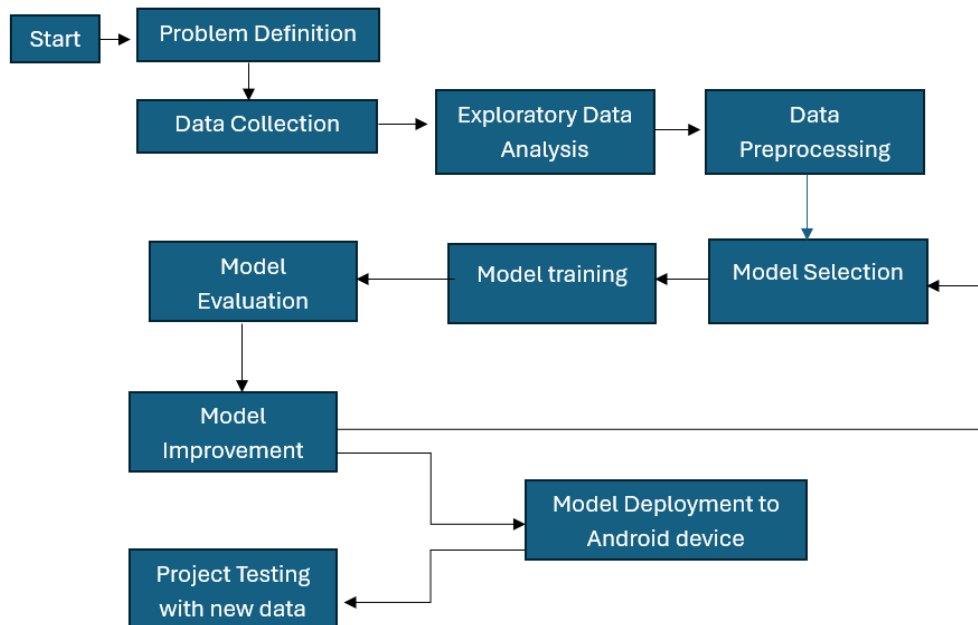 Start
Problem Definition
Data Collection
Exploratory Data
Analysis
Data
Preprocessing
Model Selection
Model training
Model
Evaluation
Model
Improvement
Model Deployment to
Android device
Project Testing
with new data